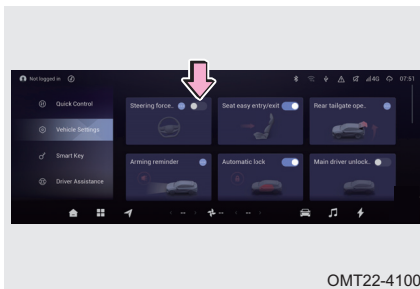 Not logged in
4G 07:51
Quick Control
Steering force..
Seat easy entry/exit
Rear tailgate ope..
Vehicle Settings
Smart Key
Arming reminder
Automatic lock
Main driver unlock..
Driver Assistance
OMT22-4100